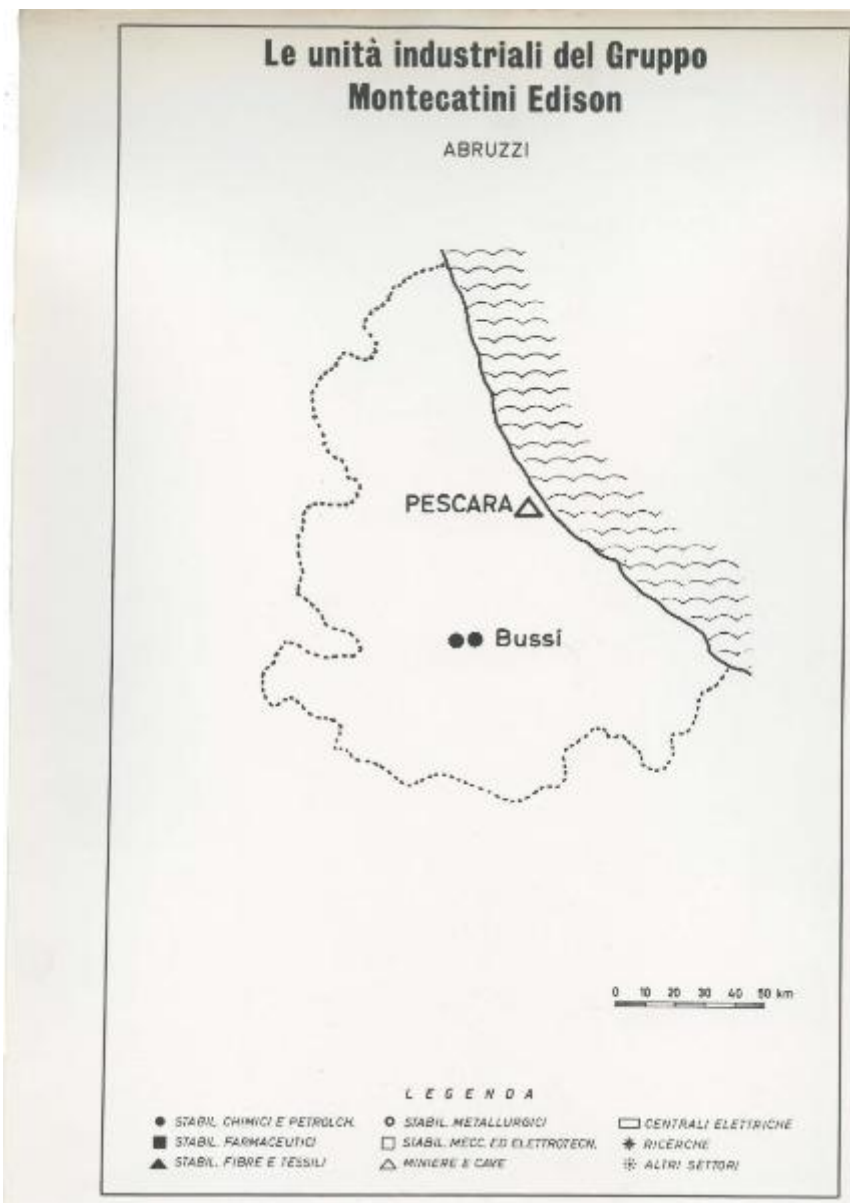 Le unità industriali del Gruppo
Montecatini Edison
ABRUZZI
PESCARA
Bussi
0 10 20 30 40 50 km
LEGENDA
STABIL. CHIMICI E PETROLCH.
STABIL. FARMACEUTICI
STABIL. FIBRE E TESSILI
STABIL. METALLURGICI
STABIL. MECC. ED ELETTROTECN.
MINIERE E CAVE
CENTRALI ELETTRICHE
RICERCHE
ALTRI SETTORI